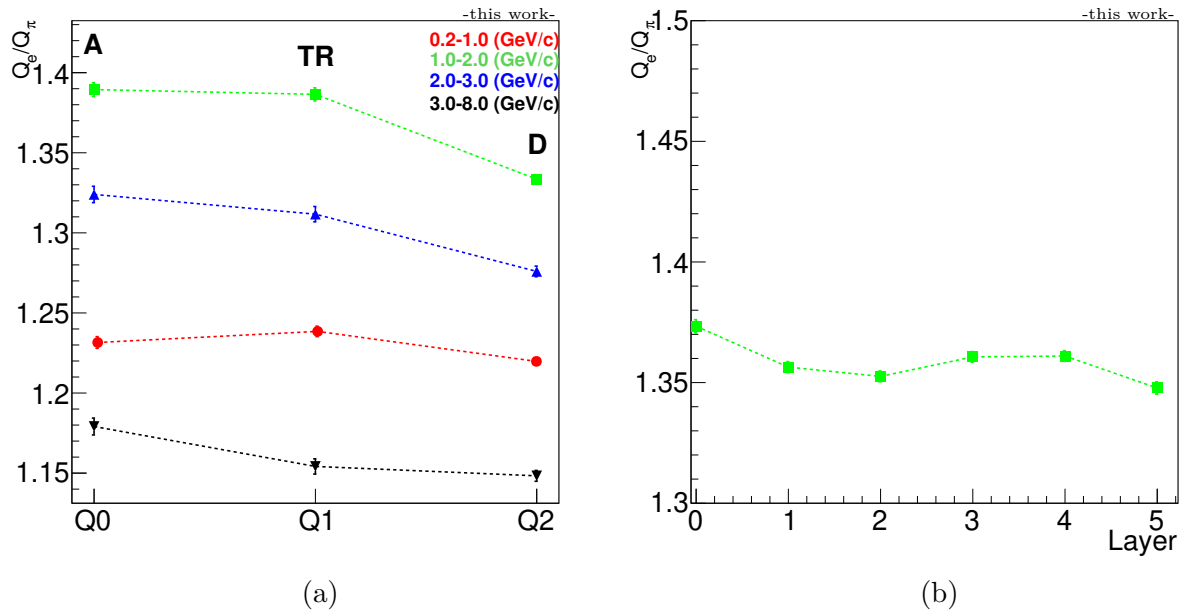 -this work-
Q_e/Q_π
A
TR
D
0.2-1.0 (GeV/c)
1.0-2.0 (GeV/c)
2.0-3.0 (GeV/c)
3.0-8.0 (GeV/c)
1.4
1.35
1.3
1.25
1.2
1.15
Q0 Q1 Q2
(a)
-this work-
Q_e/Q_π
1.5
1.45
1.4
1.35
1.3
0 1 2 3 4 5
Layer
(b)